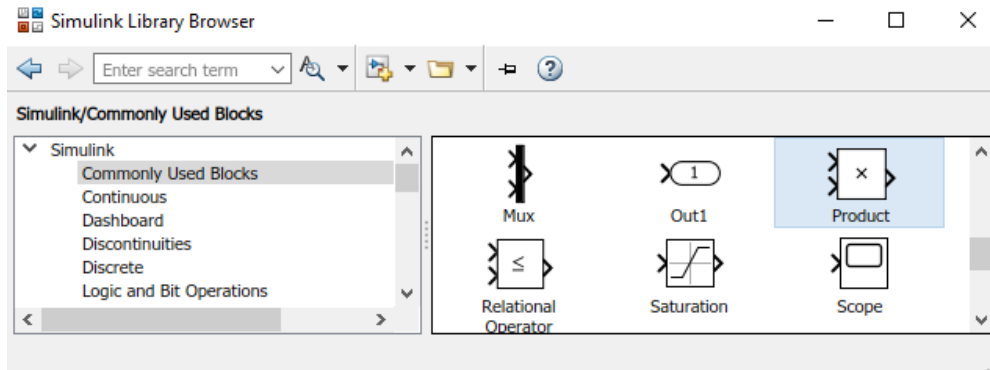 Simulink Library Browser
Enter search term
Simulink/Commonly Used Blocks
Simulink
Commonly Used Blocks
Continuous
Dashboard
Discontinuities
Discrete
Logic and Bit Operations
Mux
1
Out1
×
Product
≤
Relational
Operator
Saturation
Scope